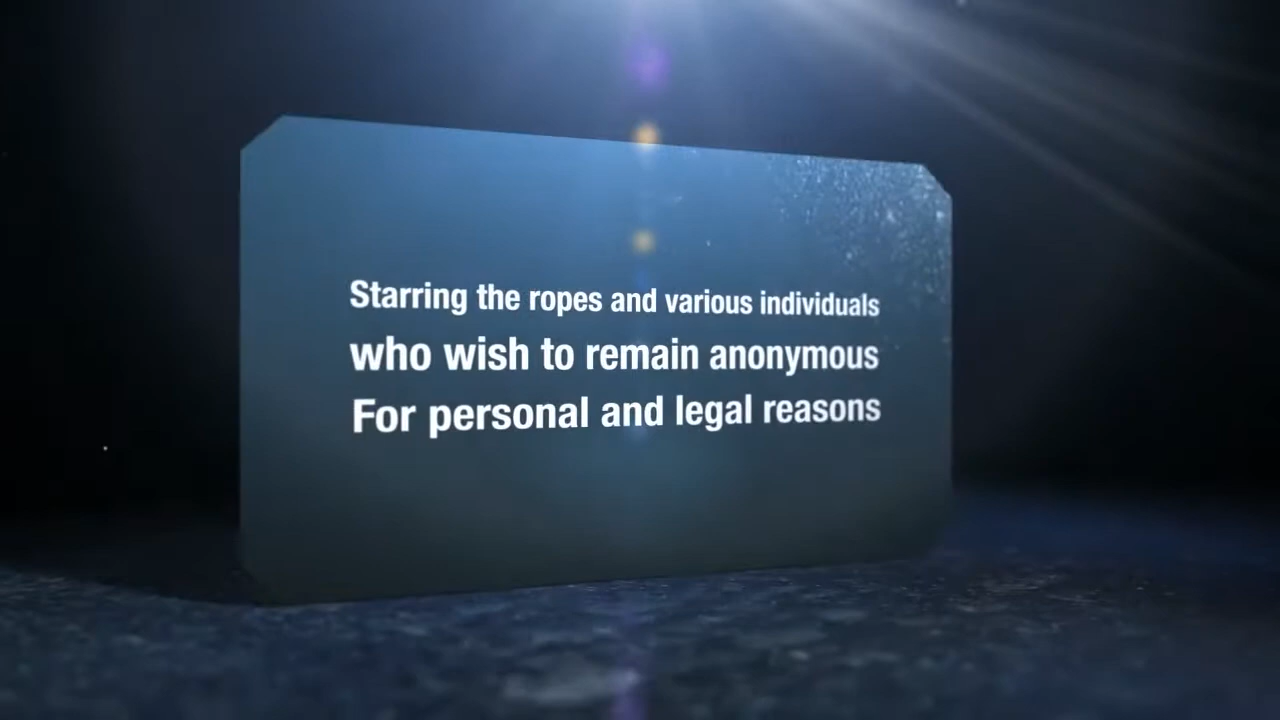 Starring the ropes and various individuals
who wish to remain anonymous
For personal and legal reasons